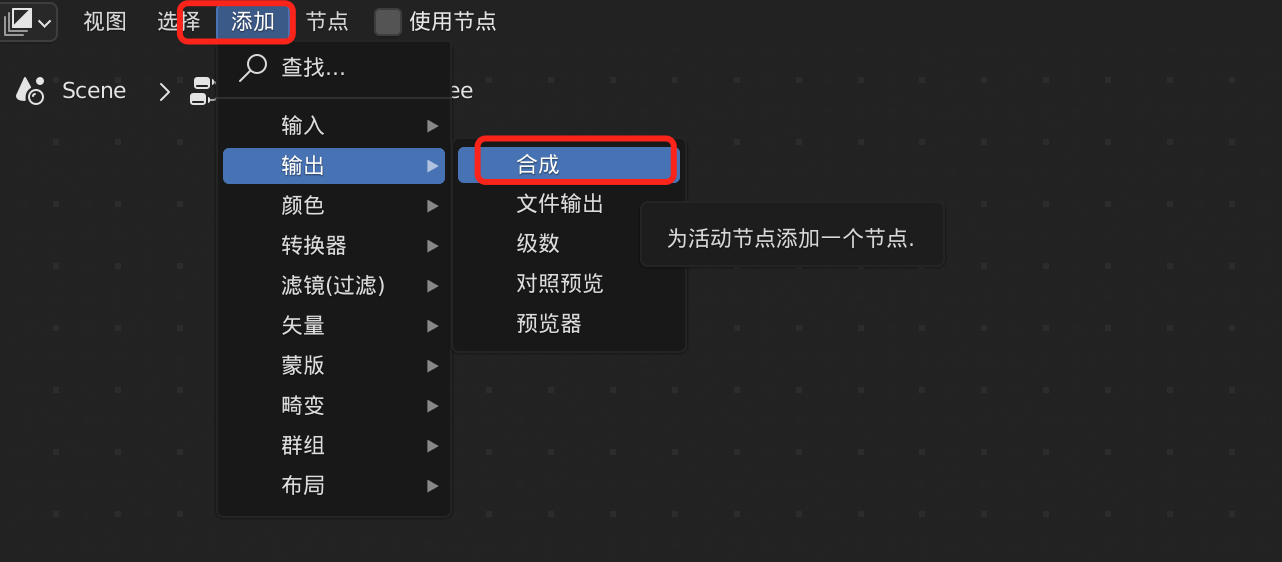 视图 选择 添加 节点 使用节点
查找...
Scene
ee
输入
输出
颜色
转换器
滤镜(过滤)
矢量
蒙版
畸变
群组
布局
合成
文件输出
级数
对照预览
预览器
为活动节点添加一个节点.